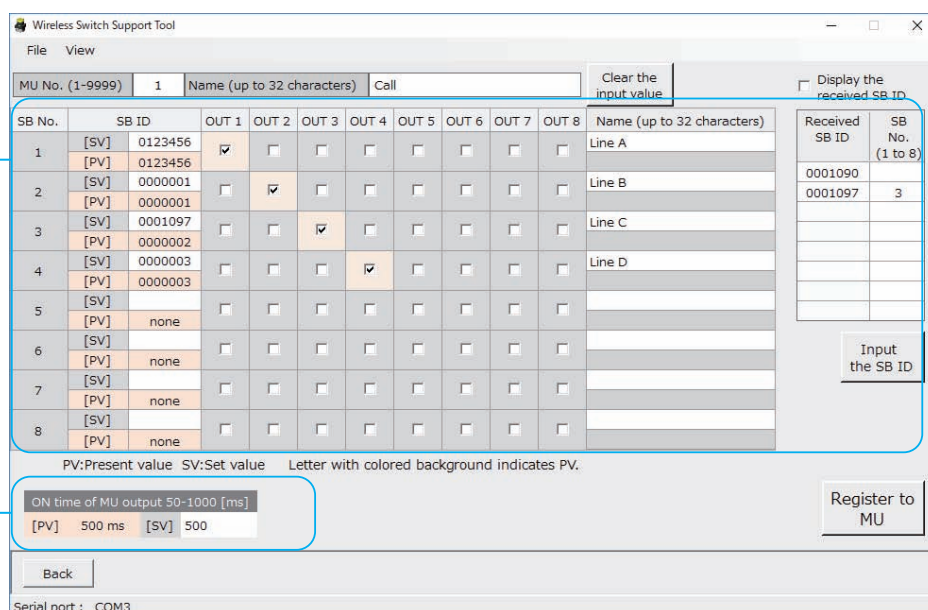 Wireless Switch Support Tool
File View
MU No. (1-9999) 1 Name (up to 32 characters) Call
Clear the
input value
Display the
received SB ID
SB No. SB ID OUT 1 OUT 2 OUT 3 OUT 4 OUT 5 OUT 6 OUT 7 OUT 8 Name (up to 32 characters)
1 [SV] 0123456 Line A
[PV] 0123456
2 [SV] 0000001 Line B
[PV] 0000001
3 [SV] 0001097 Line C
[PV] 0000002
4 [SV] 0000003 Line D
[PV] 0000003
5 [SV]
[PV] none
6 [SV]
[PV] none
7 [SV]
[PV] none
8 [SV]
[PV] none
Received
SB ID
SB
No.
(1 to 8)
0001090
0001097 3
Input
the SB ID
PV:Present value SV:Set value Letter with colored background indicates PV.
ON time of MU output 50-1000 [ms]
[PV] 500 ms [SV] 500
Register to
MU
Back
Serial port : COM3